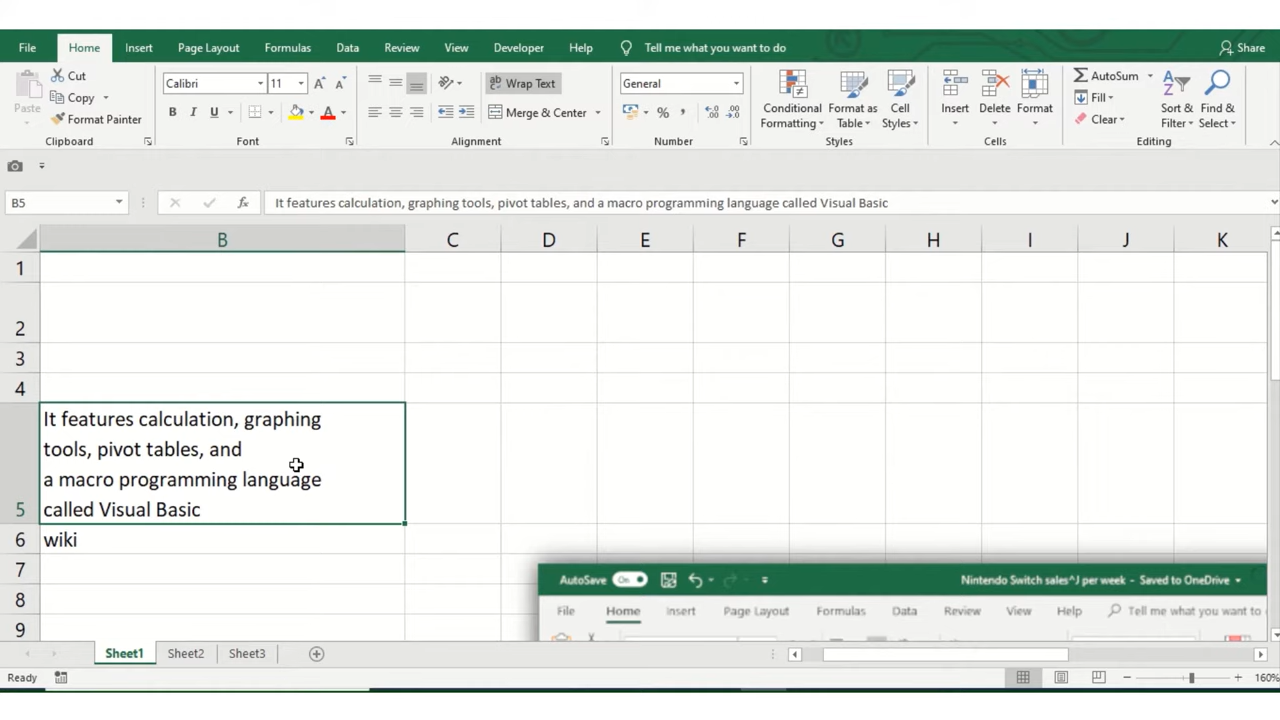 File Home Insert Page Layout Formulas Data Review View Developer Help Tell me what you want to do Share
Cut
Copy
Format Painter
Paste
Calibri 11
B I U
Wrap Text
Merge & Center
General
Conditional Formatting
Format as Table
Cell Styles
Insert Delete Format
AutoSum
Fill
Clear
Sort & Filter
Find & Select
Clipboard Font Alignment Number Styles Cells Editing
B5 fx It features calculation, graphing tools, pivot tables, and a macro programming language called Visual Basic
B C D E F G H I J K
1
2
3
4
It features calculation, graphing
tools, pivot tables, and
a macro programming language
5 called Visual Basic
6 wiki
7
8
9
AutoSave On Nintendo Switch sales^J per week - Saved to OneDrive
File Home Insert Page Layout Formulas Data Review View Help Tell me what you want to
Sheet1 Sheet2 Sheet3
Ready 160%